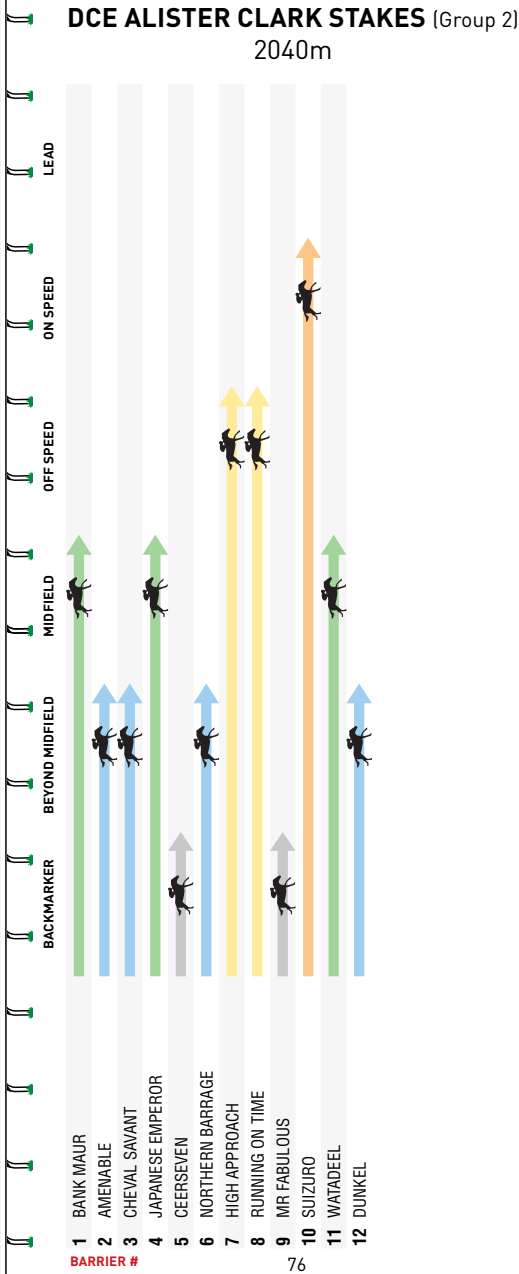 DCE ALISTER CLARK STAKES (Group 2)
2040m
LEAD
ON SPEED
OFF SPEED
MIDFIELD
BEYOND MIDFIELD
BACKMARKER
1 BANK MAUR
2 AMENABLE
3 CHEVAL SAVANT
4 JAPANESE EMPEROR
5 CEERSEVEN
6 NORTHERN BARRAGE
7 HIGH APPROACH
8 RUNNING ON TIME
9 MR FABULOUS
10 SUIZURO
11 WATADEEL
12 DUNKEL
BARRIER #
76